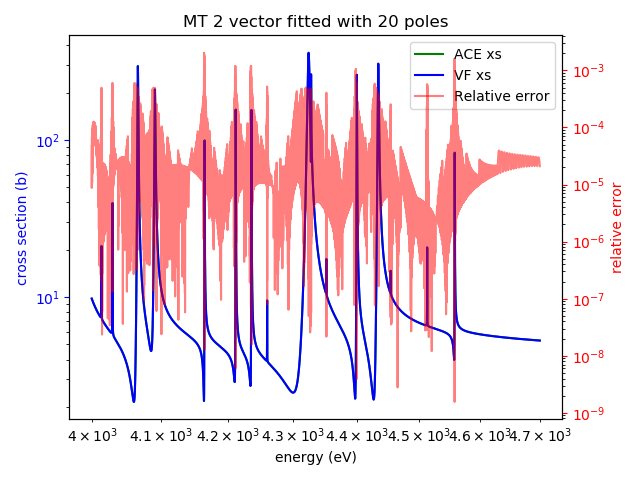 MT 2 vector fitted with 20 poles
ACE xs
VF xs
Relative error
cross section (b)
10²
10¹
relative error
10⁻³
10⁻⁴
10⁻⁵
10⁻⁶
10⁻⁷
10⁻⁸
10⁻⁹
4 × 10³ 4.1 × 10³ 4.2 × 10³ 4.3 × 10³ 4.4 × 10³ 4.5 × 10³ 4.6 × 10³ 4.7 × 10³
energy (eV)